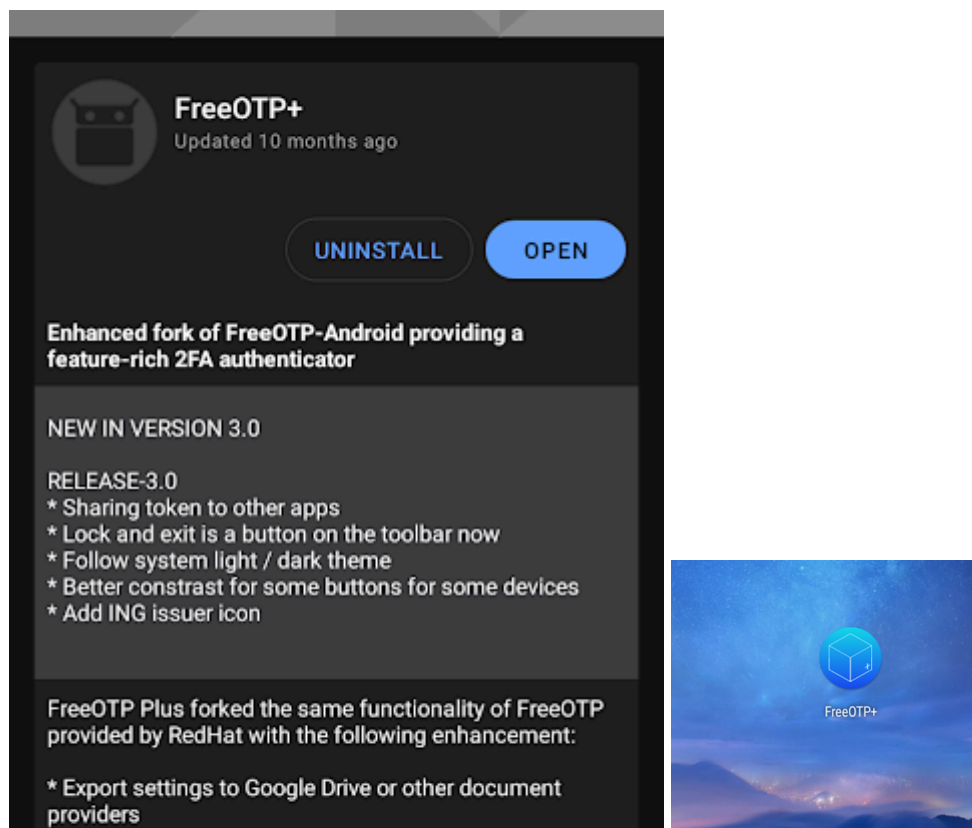 FreeOTP+
Updated 10 months ago
UNINSTALL
OPEN
Enhanced fork of FreeOTP-Android providing a
feature-rich 2FA authenticator
NEW IN VERSION 3.0
RELEASE-3.0
* Sharing token to other apps
* Lock and exit is a button on the toolbar now
* Follow system light / dark theme
* Better constrast for some buttons for some devices
* Add ING issuer icon
FreeOTP Plus forked the same functionality of FreeOTP
provided by RedHat with the following enhancement:
* Export settings to Google Drive or other document
providers
FreeOTP+